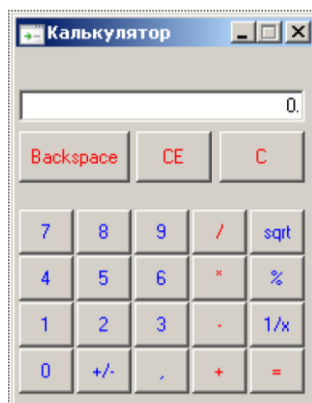 Калькулятор
0.
Backspace CE C
7 8 9 / sqrt
4 5 6 * %
1 2 3 - 1/x
0 +/- , + =